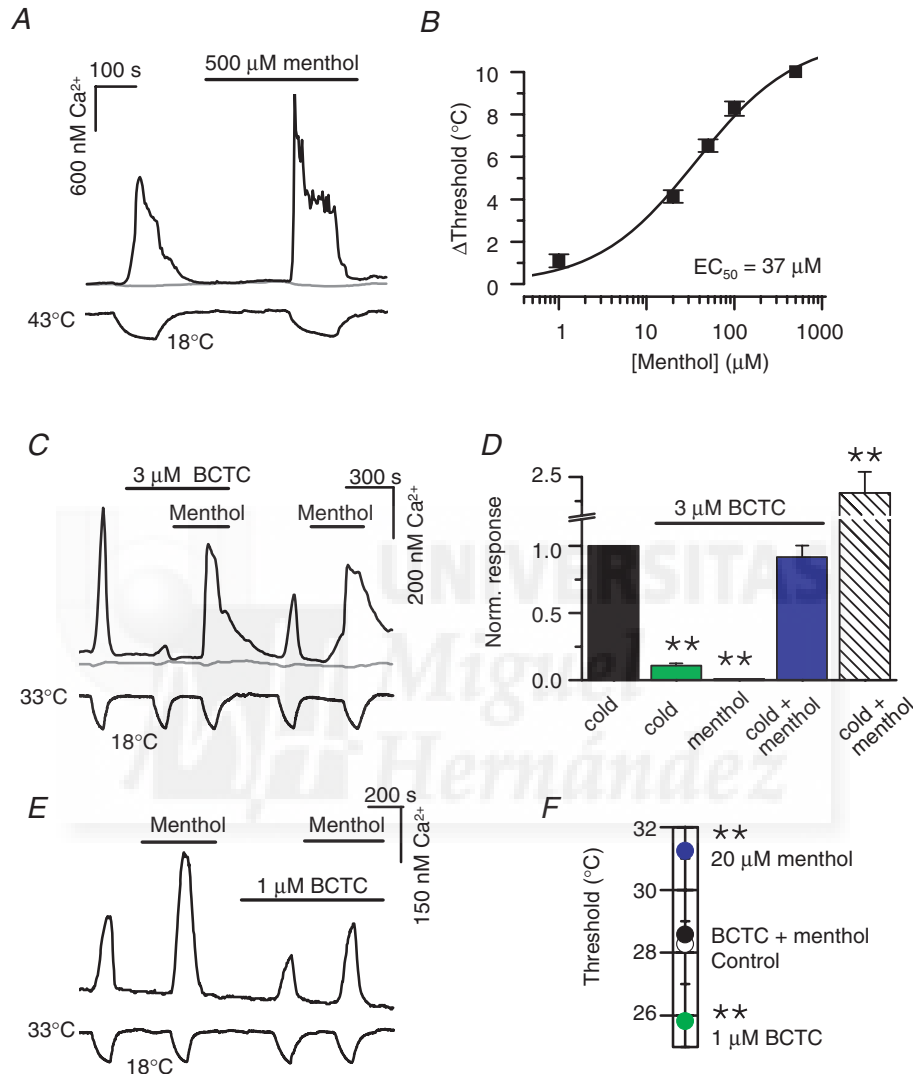 A
100 s
500 µM menthol
600 nM Ca²⁺
43°C
18°C
B
ΔThreshold (°C)
10
8
6
4
2
0
EC₅₀ = 37 µM
1
10
100
1000
[Menthol] (µM)
C
3 µM BCTC
300 s
Menthol
Menthol
200 nM Ca²⁺
33°C
18°C
D
**
2.5
3 µM BCTC
Norm. response
1.0
0.5
0.0
**
**
cold
cold
menthol
cold + menthol
cold + menthol
UNIVERSITAS
Miguel
Hernández
E
200 s
Menthol
Menthol
150 nM Ca²⁺
1 µM BCTC
33°C
18°C
F
Threshold (°C)
32
30
28
26
**
20 µM menthol
BCTC + menthol
Control
**
1 µM BCTC